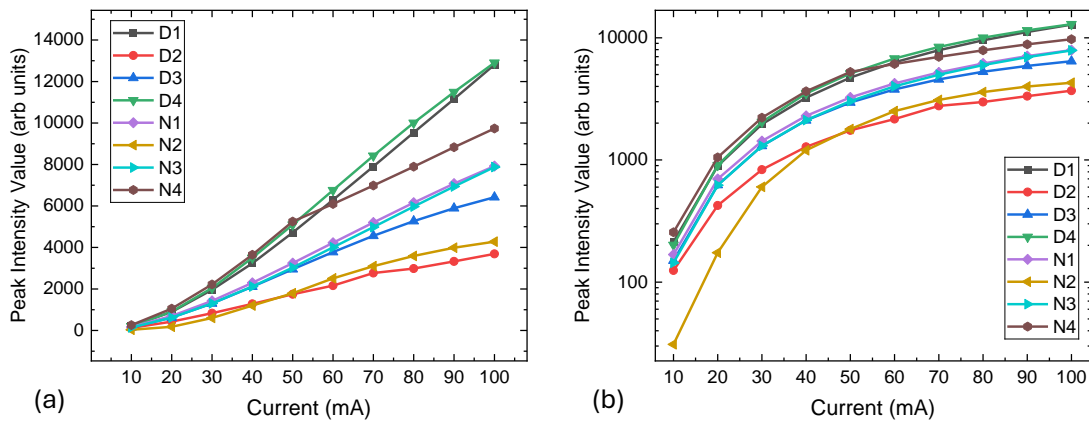 Peak Intensity Value (arb units)
14000
12000
10000
8000
6000
4000
2000
0
D1
D2
D3
D4
N1
N2
N3
N4
10 20 30 40 50 60 70 80 90 100
Current (mA)
(a)
Peak Intensity Value (arb units)
10000
1000
100
D1
D2
D3
D4
N1
N2
N3
N4
10 20 30 40 50 60 70 80 90 100
Current (mA)
(b)